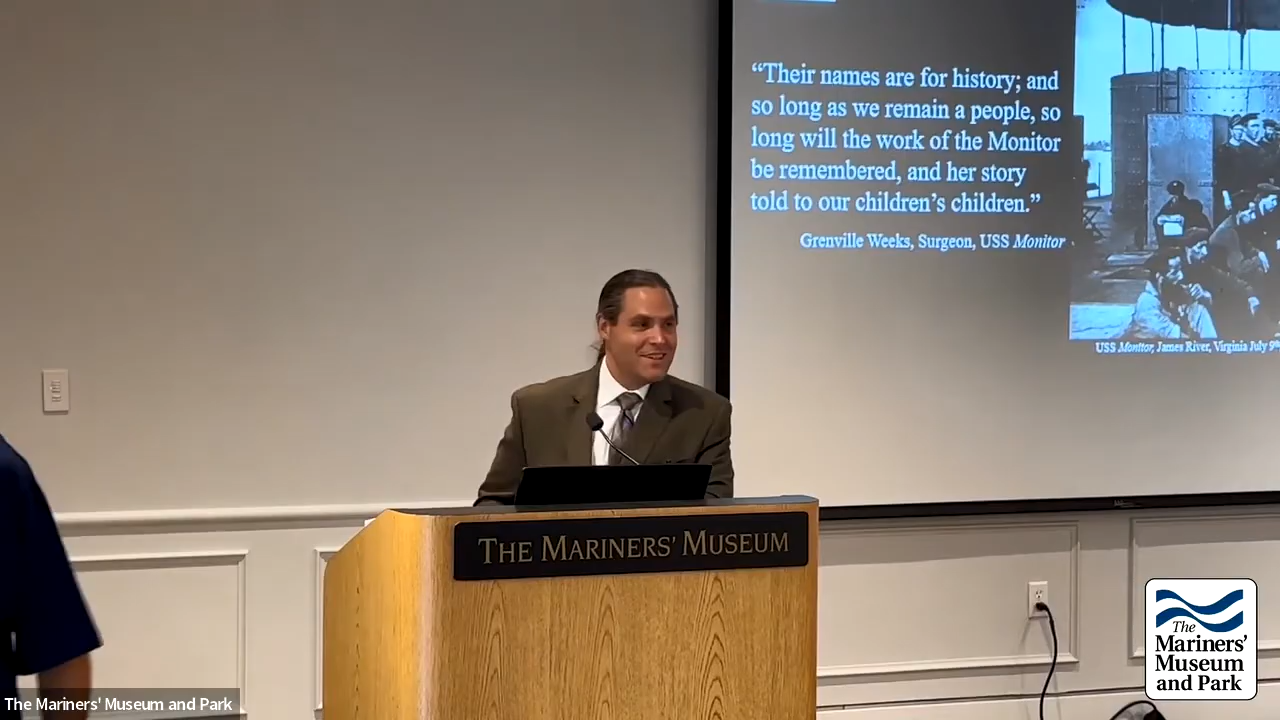 “Their names are for history; and
so long as we remain a people, so
long will the work of the Monitor
be remembered, and her story
told to our children’s children.”
Grenville Weeks, Surgeon, USS Monitor
USS Monitor, James River, Virginia July 9th
THE MARINERS’ MUSEUM
The
Mariners’
Museum
and Park
The Mariners' Museum and Park